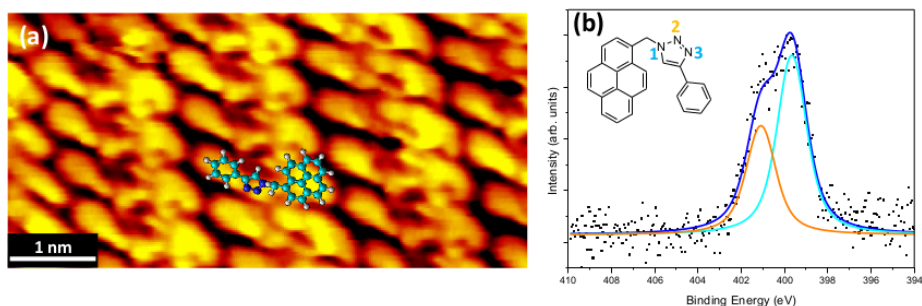 (a)
1 nm
(b)
N
2
N
1
N 3
Intensity (arb. units)
410 408 406 404 402 400 398 396 394
Binding Energy (eV)